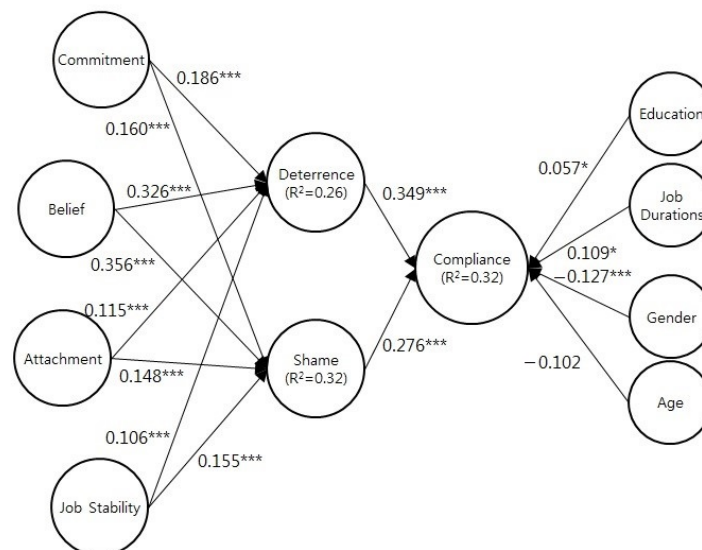 Commitment
0.186***
0.160***
Education
Deterrence
(R²=0.26)
0.057*
0.326***
0.349***
Belief
Job
Durations
Compliance
(R²=0.32)
0.109*
−0.127***
0.356***
0.115***
Gender
0.276***
Attachment
0.148***
Shame
(R²=0.32)
−0.102
Age
0.106***
0.155***
Job Stability